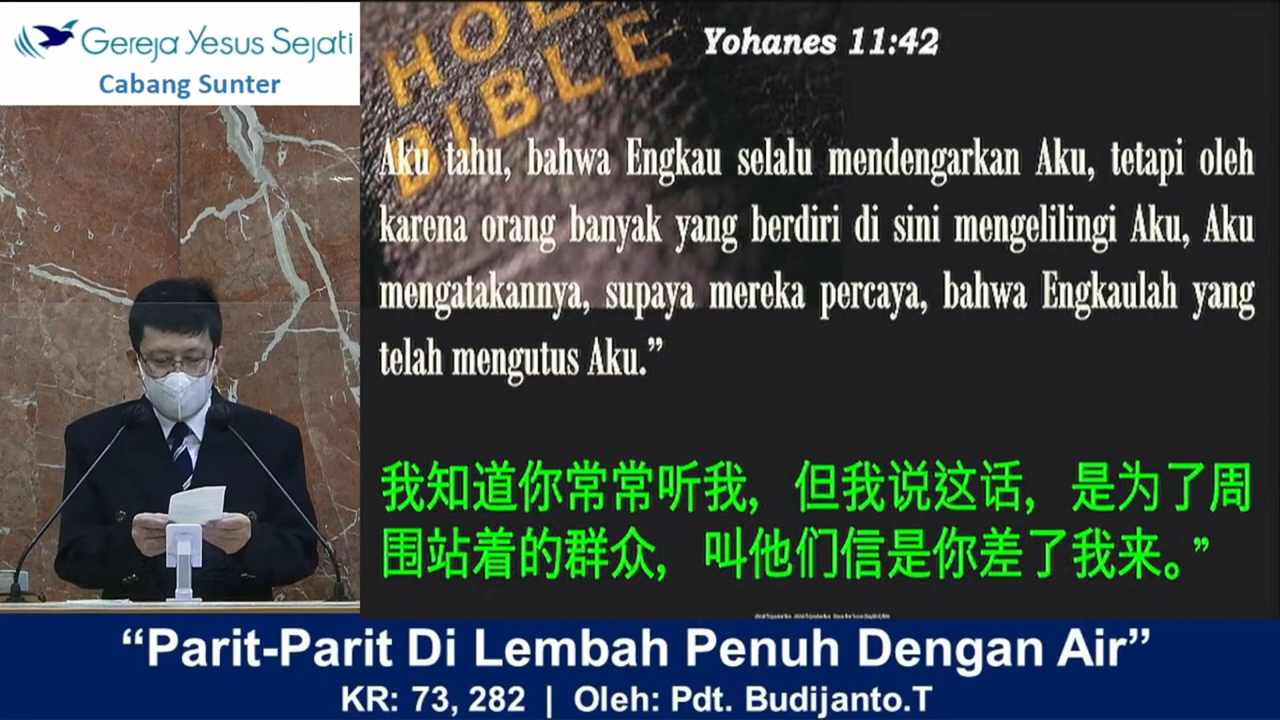 Gereja Yesus Sejati
Cabang Sunter
HOLY
BIBLE
Yohanes 11:42
Aku tahu, bahwa Engkau selalu mendengarkan Aku, tetapi oleh
karena orang banyak yang berdiri di sini mengelilingi Aku, Aku
mengatakannya, supaya mereka percaya, bahwa Engkaulah yang
telah mengutus Aku.”
我知道你常常听我，但我说这话，是为了周
围站着的群众，叫他们信是你差了我来。”
“Parit-Parit Di Lembah Penuh Dengan Air”
KR: 73, 282 | Oleh: Pdt. Budijanto.T